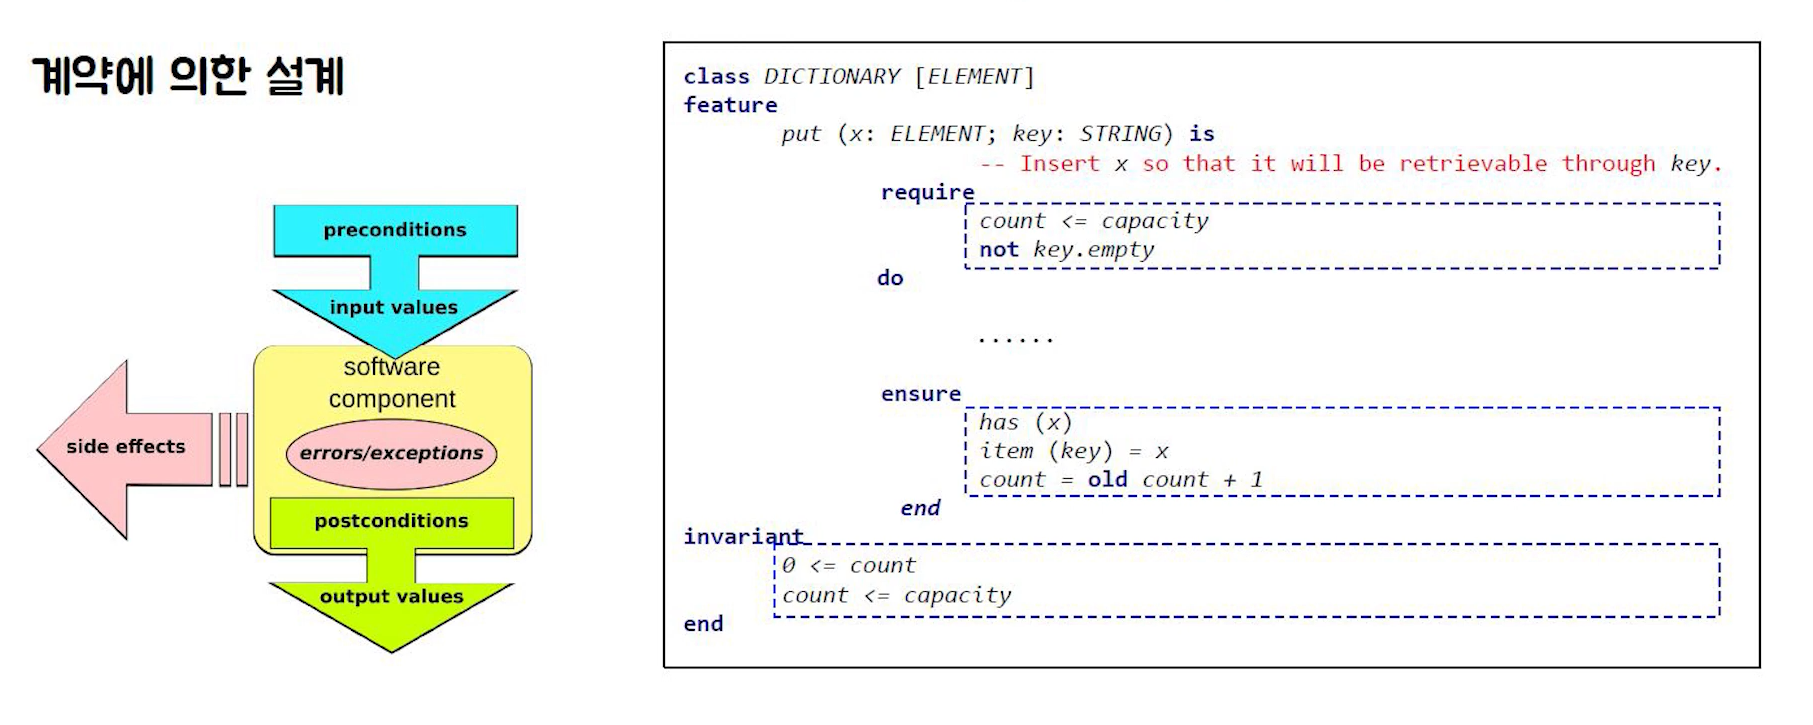 계약에 의한 설계
preconditions
input values
software
component
errors/exceptions
side effects
postconditions
output values
class DICTIONARY [ELEMENT]
feature
put (x: ELEMENT; key: STRING) is
-- Insert x so that it will be retrievable through key.
require
count <= capacity
not key.empty
do
......
ensure
has (x)
item (key) = x
count = old count + 1
end
invariant
0 <= count
count <= capacity
end